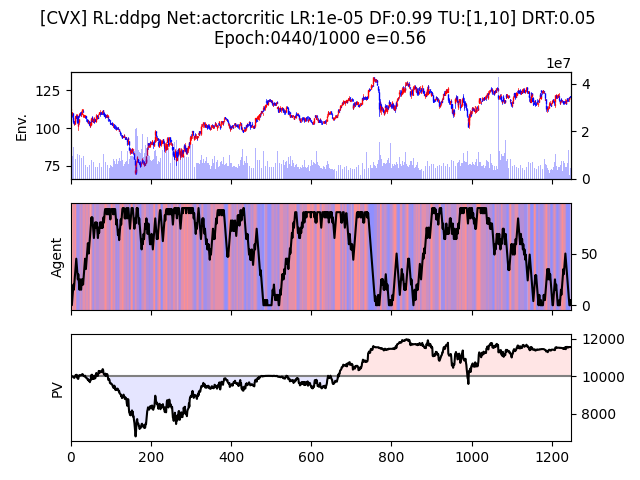 [CVX] RL:ddpg Net:actorcritic LR:1e-05 DF:0.99 TU:[1,10] DRT:0.05
Epoch:0440/1000 e=0.56
1e7
125
100
75
Env.
4
2
0
Agent
50
0
PV
12000
10000
8000
0 200 400 600 800 1000 1200